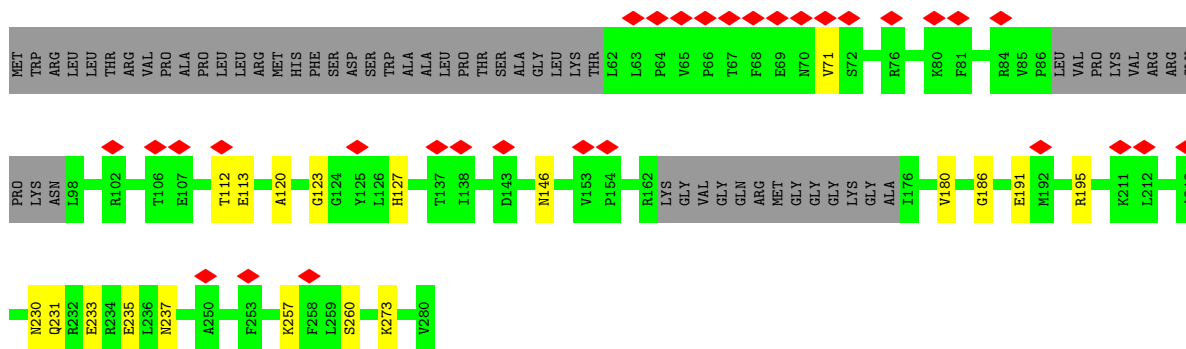 MET TRP ARG LEU LEU THR ARG VAL PRO ALA PRO LEU LEU ARG MET HIS PHE SER ASP SER TRP ALA ALA LEU PRO THR SER ALA GLY LEU LYS THR L62 L63 P64 V65 P66 T67 F68 E69 N70 V71 S72 R76 K80 F81 R84 V85 P86 LEU VAL PRO LYS VAL ARG ARG
PRO LYS ASN L98 R102 T106 E107 T112 E113 A120 G123 G124 Y125 L126 H127 T137 I138 D143 N146 V153 P154 R162 LYS GLY VAL GLY GLN ARG MET GLY GLY GLY LYS GLY ALA I176 V180 G186 E191 M192 R195 K211 L212
N230 Q231 R232 E233 R234 E235 L236 N237 A250 F253 K257 F258 L259 S260 K273 V280